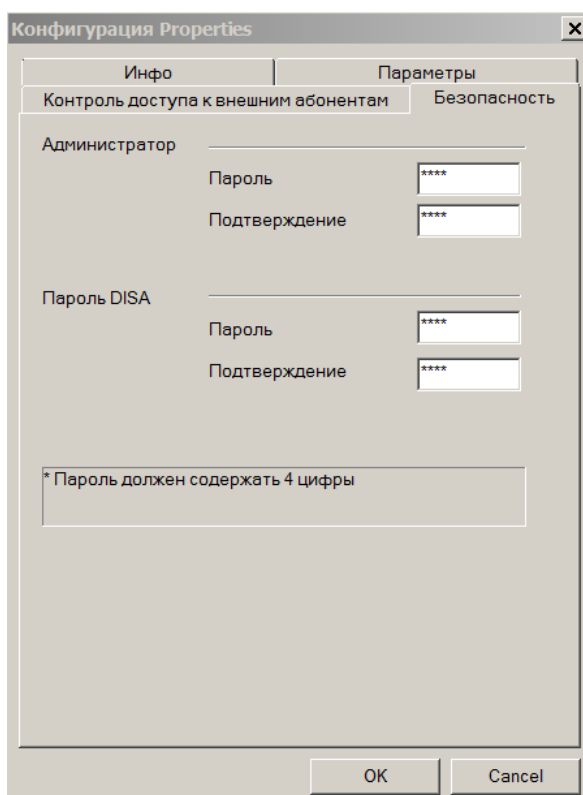 Конфигурация Properties
Инфо
Параметры
Контроль доступа к внешним абонентам
Безопасность
Администратор
Пароль
****
Подтверждение
****
Пароль DISA
Пароль
****
Подтверждение
****
* Пароль должен содержать 4 цифры
OK
Cancel